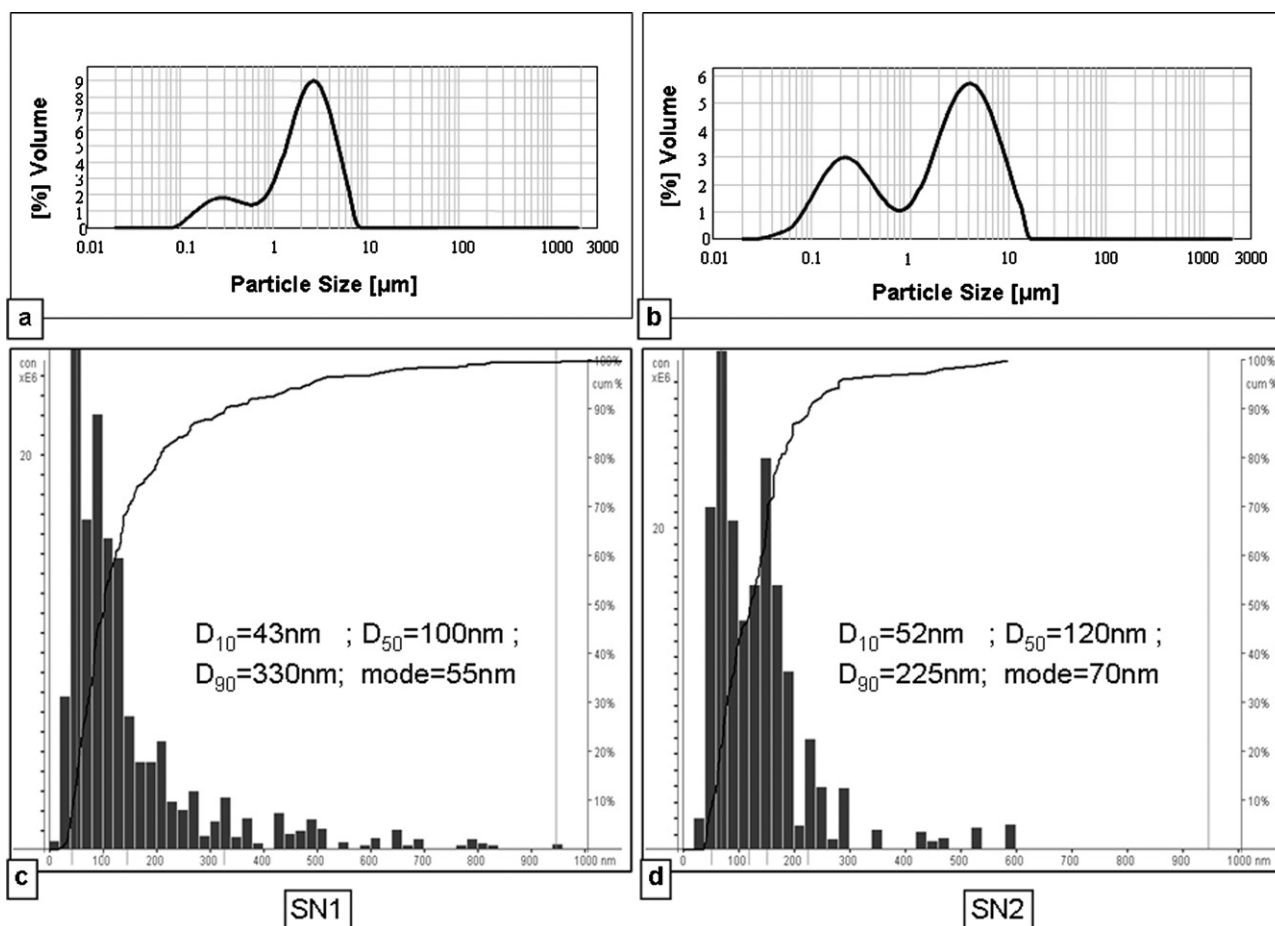 9
8
7
6
5
4
3
2
1
0
[%] Volume
0.01 0.1 1 10 100 1000 3000
Particle Size [µm]
a
6
5
4
3
2
1
0
[%] Volume
0.01 0.1 1 10 100 1000 3000
Particle Size [µm]
b
con
xE6
20
100%
cum %
90%
80%
70%
60%
50%
40%
30%
20%
10%
D10=43nm ; D50=100nm ;
D90=330nm; mode=55nm
0 100 200 300 400 500 600 700 800 900 1000 nm
c
SN1
con
xE6
20
100%
cum %
90%
80%
70%
60%
50%
40%
30%
20%
10%
D10=52nm ; D50=120nm ;
D90=225nm; mode=70nm
0 100 200 300 400 500 600 700 800 900 1000 nm
d
SN2